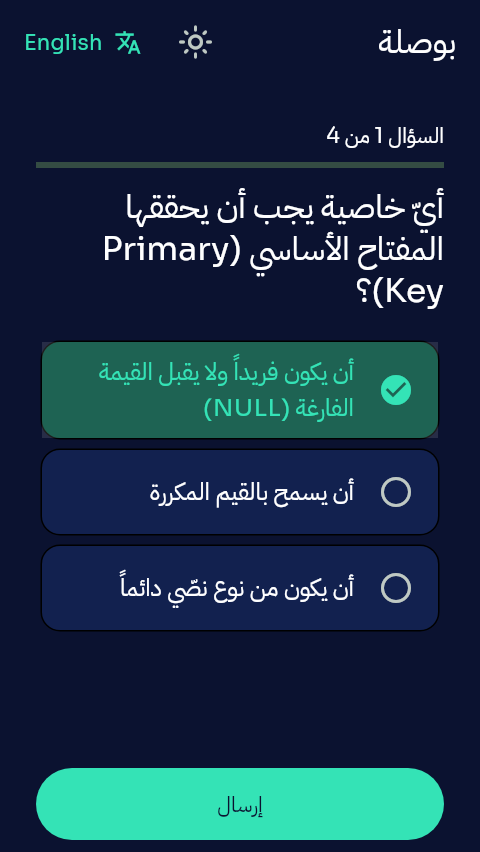 بوصلة
English
السؤال 1 من 4
أيّ خاصية يجب أن يحققها
المفتاح الأساسي (Primary
Key)؟
أن يكون فريداً ولا يقبل القيمة
الفارغة (NULL)
أن يسمح بالقيم المكررة
أن يكون من نوع نصّي دائماً
إرسال